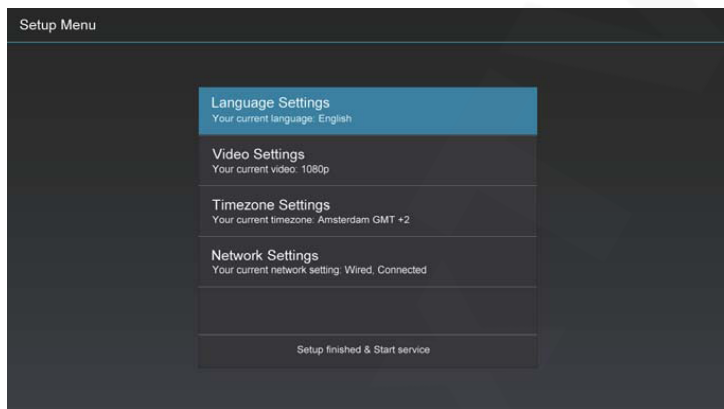 Setup Menu
Language Settings
Your current language: English
Video Settings
Your current video: 1080p
Timezone Settings
Your current timezone: Amsterdam GMT +2
Network Settings
Your current network setting: Wired, Connected
Setup finished & Start service